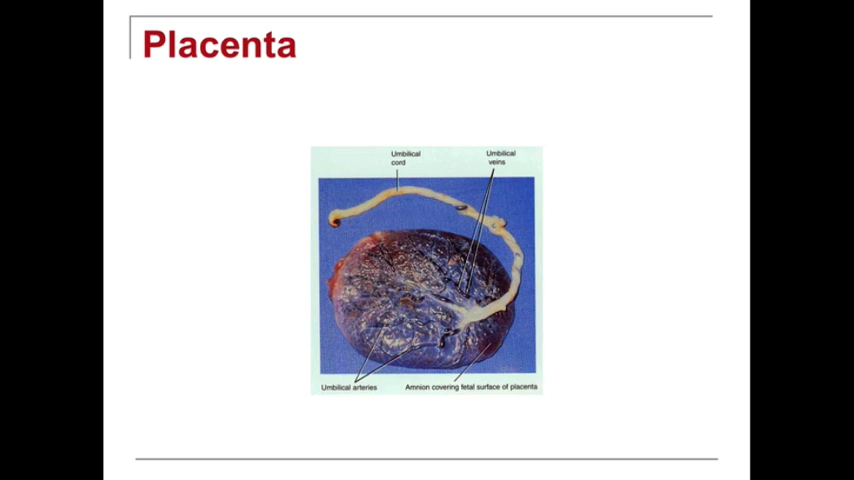 Placenta
Umbilical
cord
Umbilical
veins
Umbilical arteries
Amnion covering fetal surface of placenta